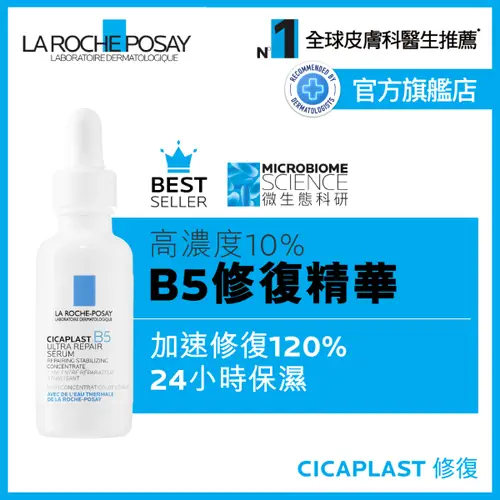 LA ROCHE POSAY
LABORATOIRE DERMATOLOGIQUE
N°1 全球皮膚科醫生推薦*
RECOMMENDED BY
DERMATOLOGISTS
官方旗艦店
BEST
SELLER
MICROBIOME
SCIENCE
微生態科研
高濃度10%
B5修復精華
加速修復120%
24小時保濕
LA ROCHE-POSAY
LABORATOIRE DERMATOLOGIQUE
CICAPLAST B5
ULTRA REPAIR
SERUM
REPAIRING-STABILIZING
CONCENTRATE
AVEC DE L'EAU THERMALE
DE LA ROCHE-POSAY
CICAPLAST 修復